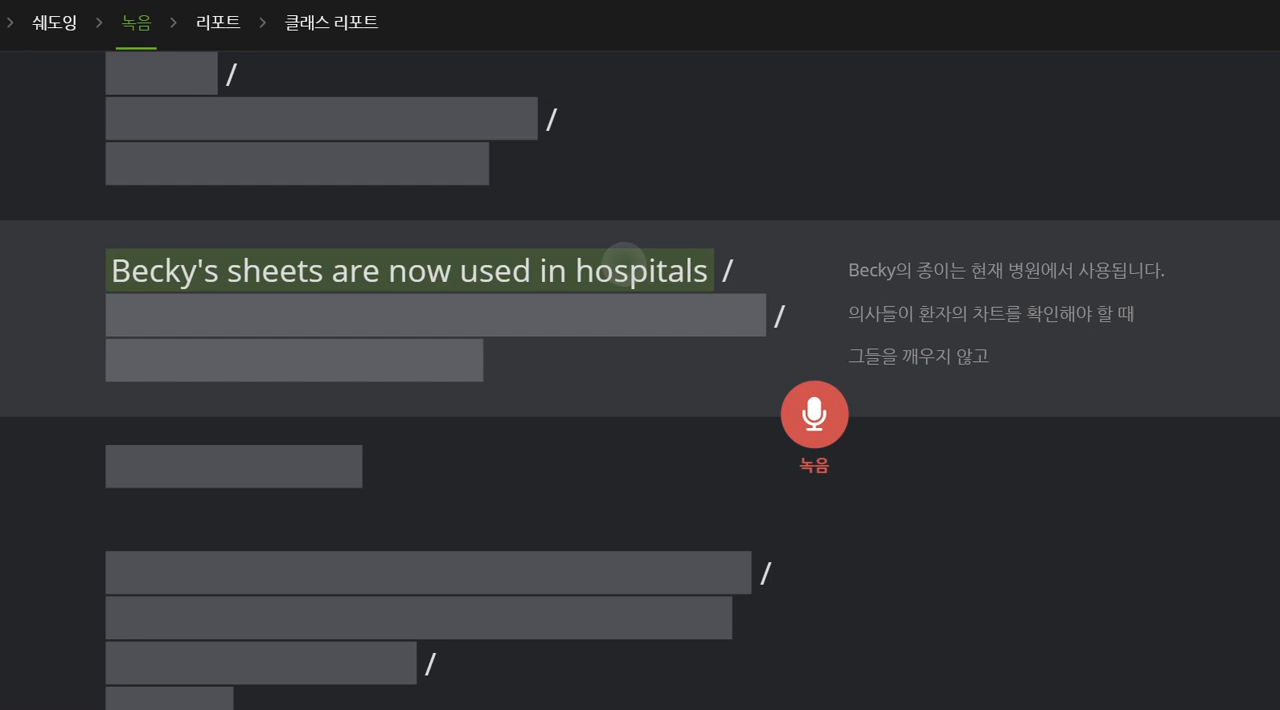 쉐도잉 > 녹음 > 리포트 > 클래스 리포트
/
/
Becky's sheets are now used in hospitals /
Becky의 종이는 현재 병원에서 사용됩니다.
/
의사들이 환자의 차트를 확인해야 할 때
그들을 깨우지 않고
녹음
/
/